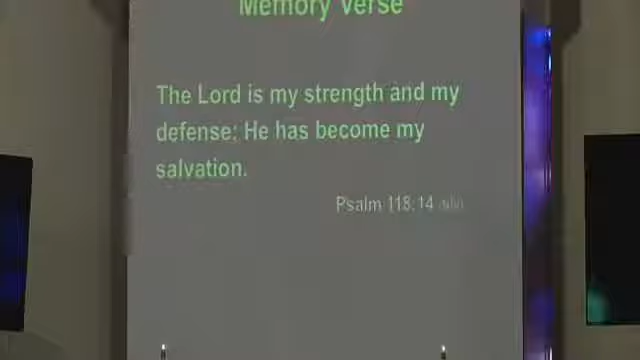 Memory Verse
The Lord is my strength and my
defense; He has become my
salvation.
Psalm 118:14